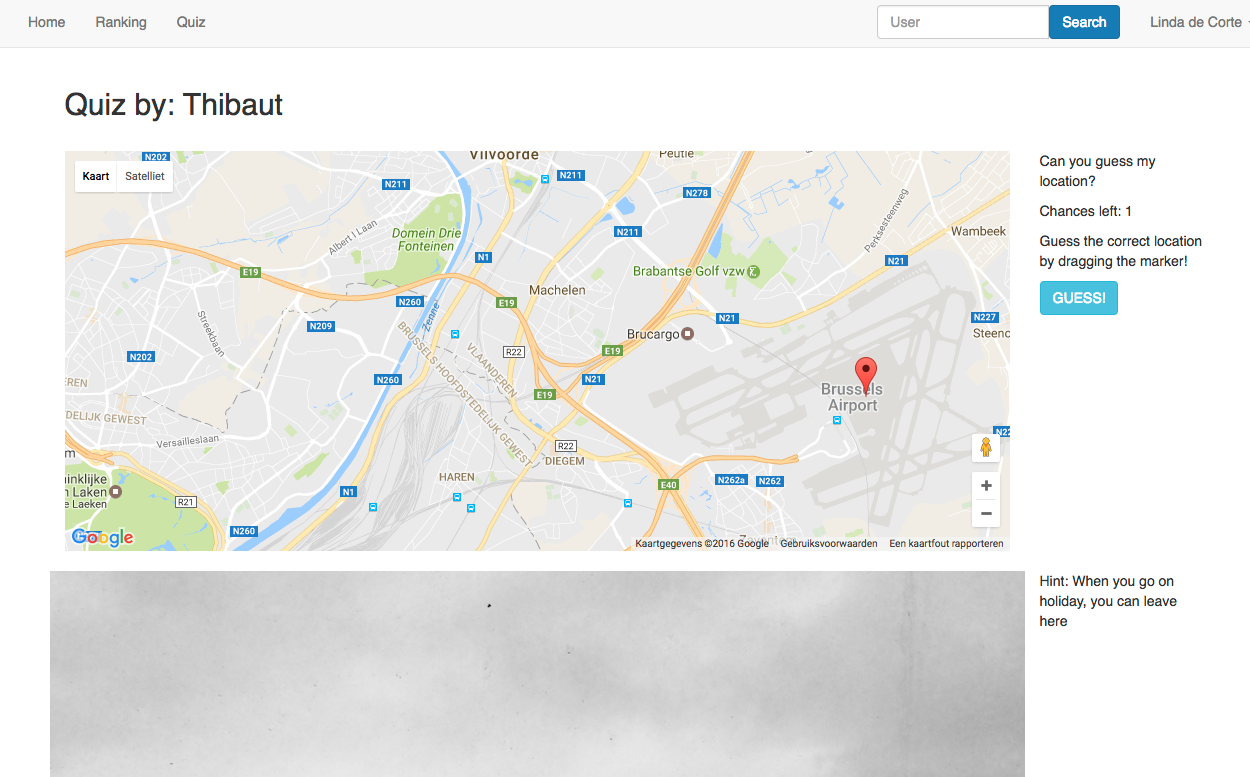 Home Ranking Quiz User Search Linda de Corte
Quiz by: Thibaut
Kaart Satelliet
Can you guess my
location?
Chances left: 1
Guess the correct location
by dragging the marker!
GUESS!
N202
Vilvoorde
Peutie
N211
N211
N278
Perksesteenweg
Albert I Laan
Domein Drie
Fonteinen
N211
Wambeek
N1
N21
E19
Brabantse Golf vzw
Machelen
N260
E19
Zenne
N21
N227
Streekbaan
N209
Brucargo
Steenc
N202
R22
E19
BRUSSELS HOOFDSTEDELIJK GEWEST
VLAANDEREN
N260
N21
E19
Brussels
Airport
DELIJK GEWEST
Versailleslaan
R22
DIEGEM
HAREN
Laken
e Laeken
R21
N1
E40
N262a
N262
N260
Google
Kaartgegevens ©2016 Google Gebruiksvoorwaarden Een kaartfout rapporteren
Hint: When you go on
holiday, you can leave
here